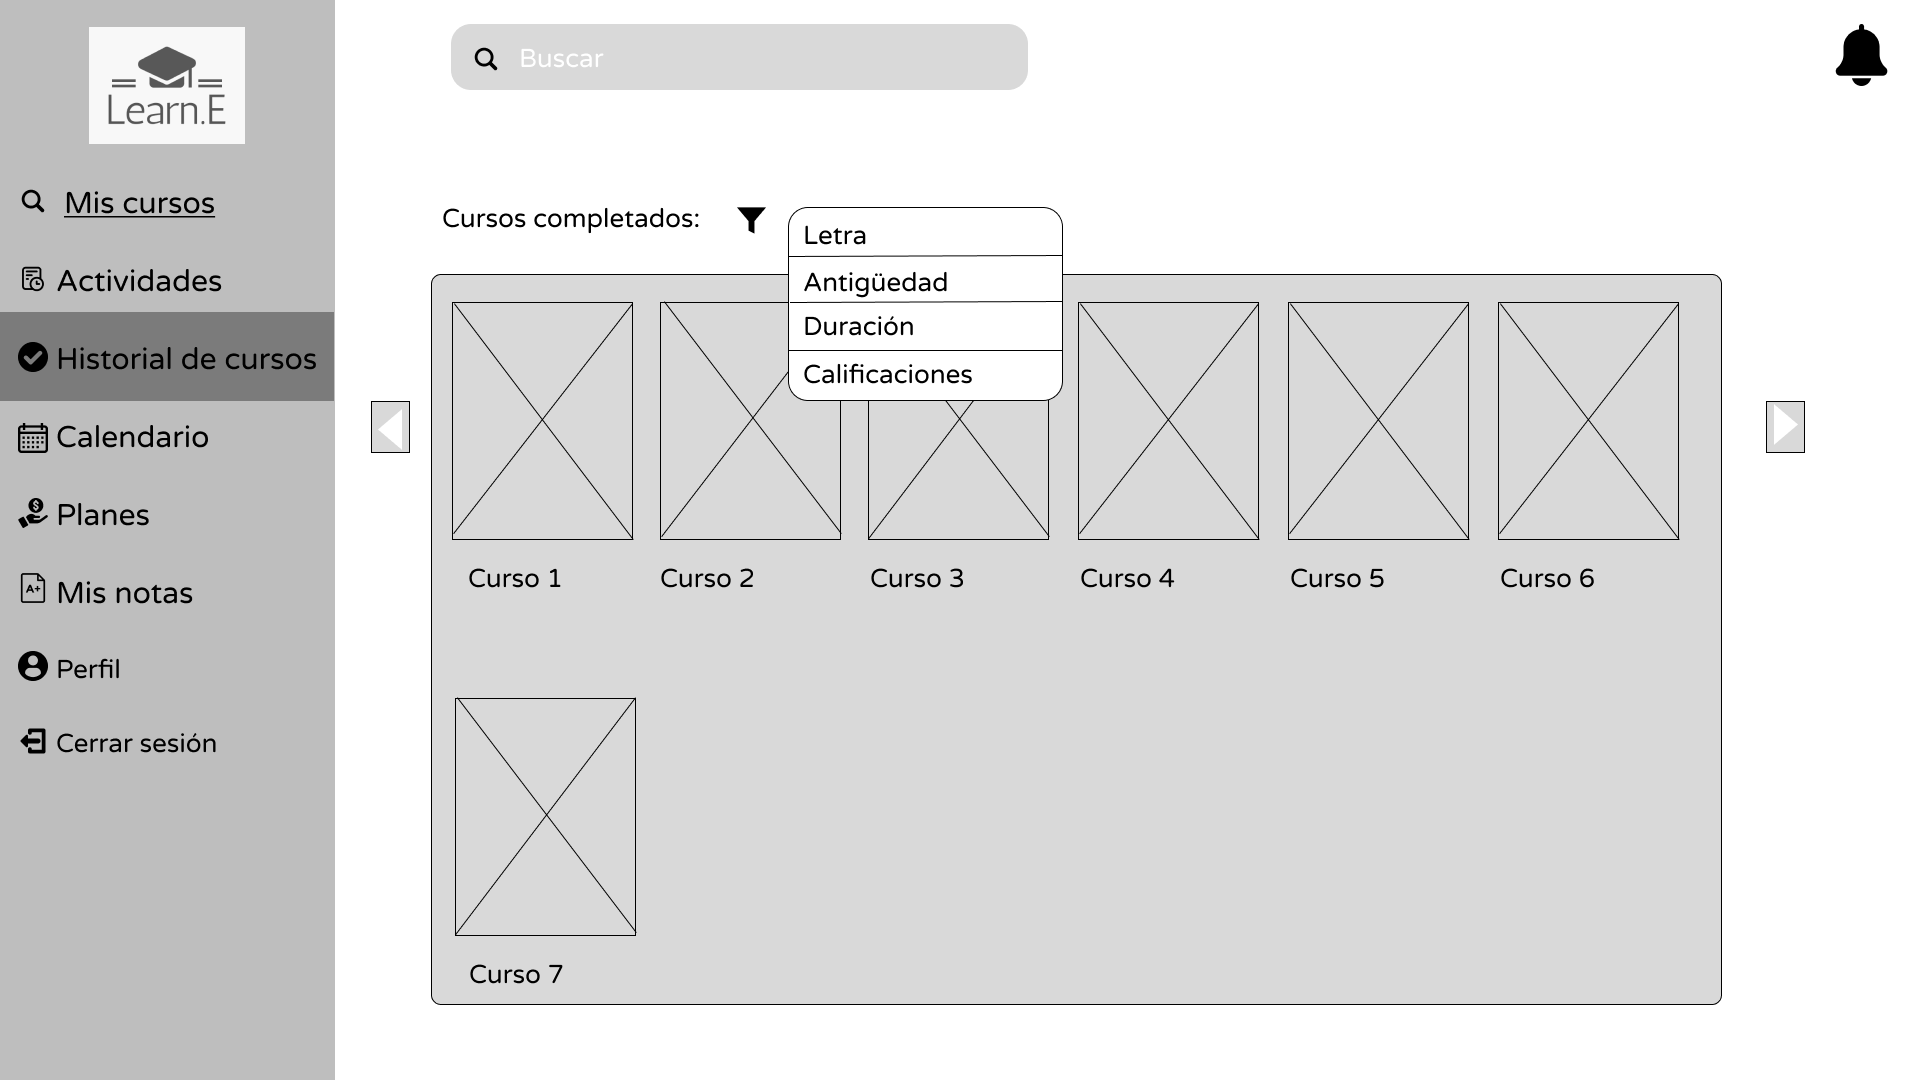 Learn.E
Mis cursos
Actividades
Historial de cursos
Calendario
Planes
A+
Mis notas
Perfil
Cerrar sesión
Buscar
Cursos completados:
Letra
Antigüedad
Duración
Calificaciones
Curso 1
Curso 2
Curso 3
Curso 4
Curso 5
Curso 6
Curso 7